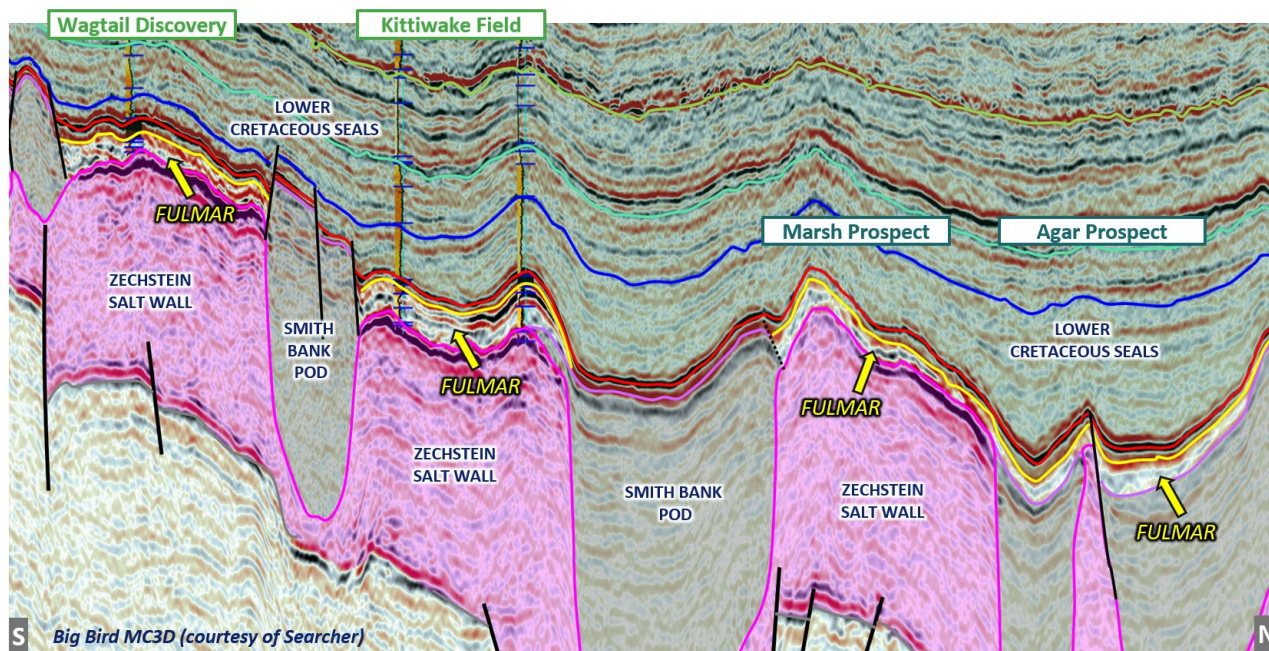 Wagtail Discovery
Kittiwake Field
LOWER
CRETACEOUS SEALS
FULMAR
Marsh Prospect
Agar Prospect
ZECHSTEIN
SALT WALL
SMITH
BANK
POD
LOWER
CRETACEOUS SEALS
FULMAR
FULMAR
ZECHSTEIN
SALT WALL
SMITH BANK
POD
ZECHSTEIN
SALT WALL
FULMAR
S
Big Bird MC3D (courtesy of Searcher)
N